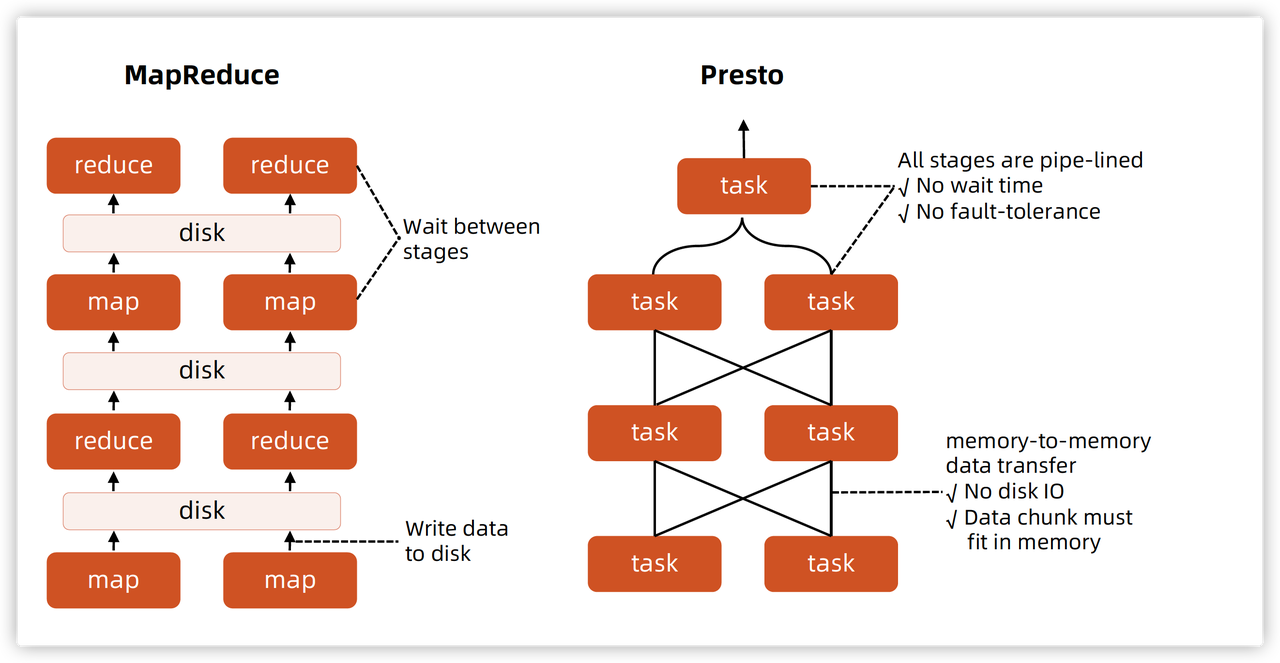 MapReduce
reduce
reduce
disk
Wait between
stages
map
map
disk
reduce
reduce
disk
Write data
to disk
map
map
Presto
task
All stages are pipe-lined
√ No wait time
√ No fault-tolerance
task
task
task
task
memory-to-memory
data transfer
√ No disk IO
√ Data chunk must
fit in memory
task
task